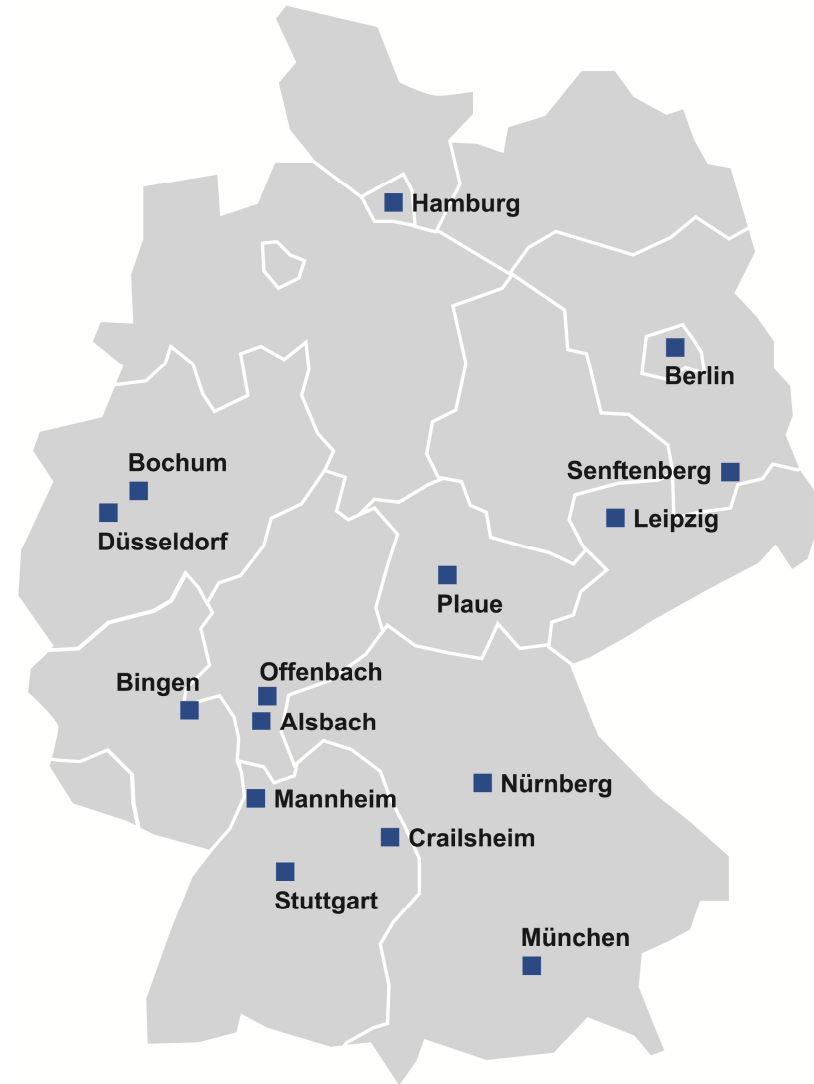 Hamburg
Berlin
Bochum
Senftenberg
Düsseldorf
Leipzig
Plaue
Offenbach
Bingen
Alsbach
Nürnberg
Mannheim
Crailsheim
Stuttgart
München